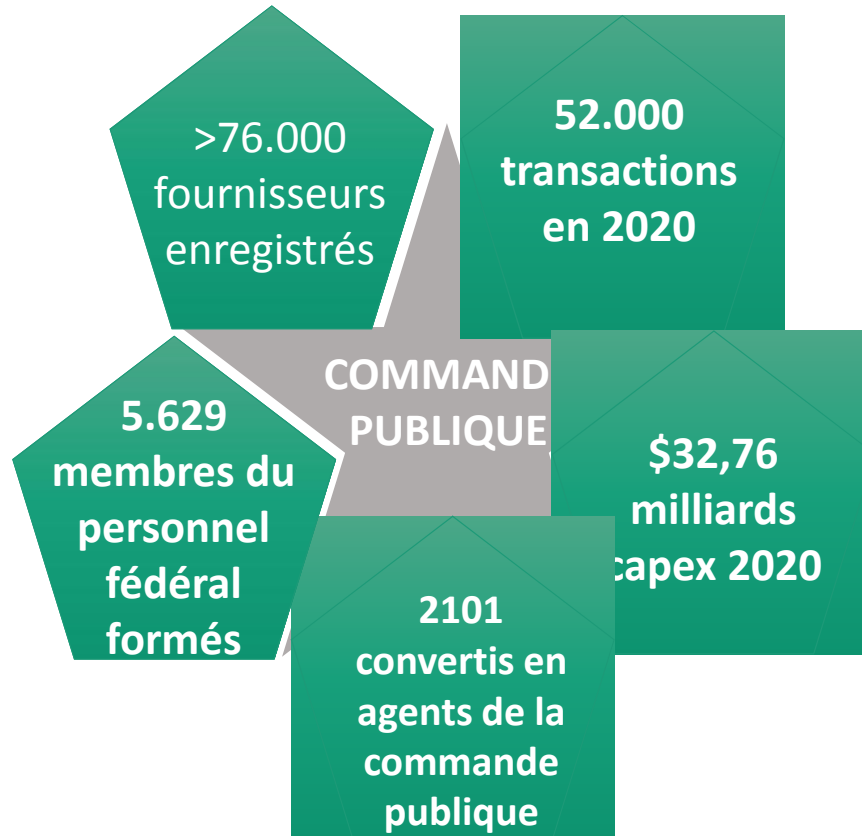 >76.000
fournisseurs
enregistrés
52.000
transactions
en 2020
COMMAND
PUBLIQUE
5.629
membres du
personnel
fédéral
formés
$32,76
milliards
capex 2020
2101
convertis en
agents de la
commande
publique